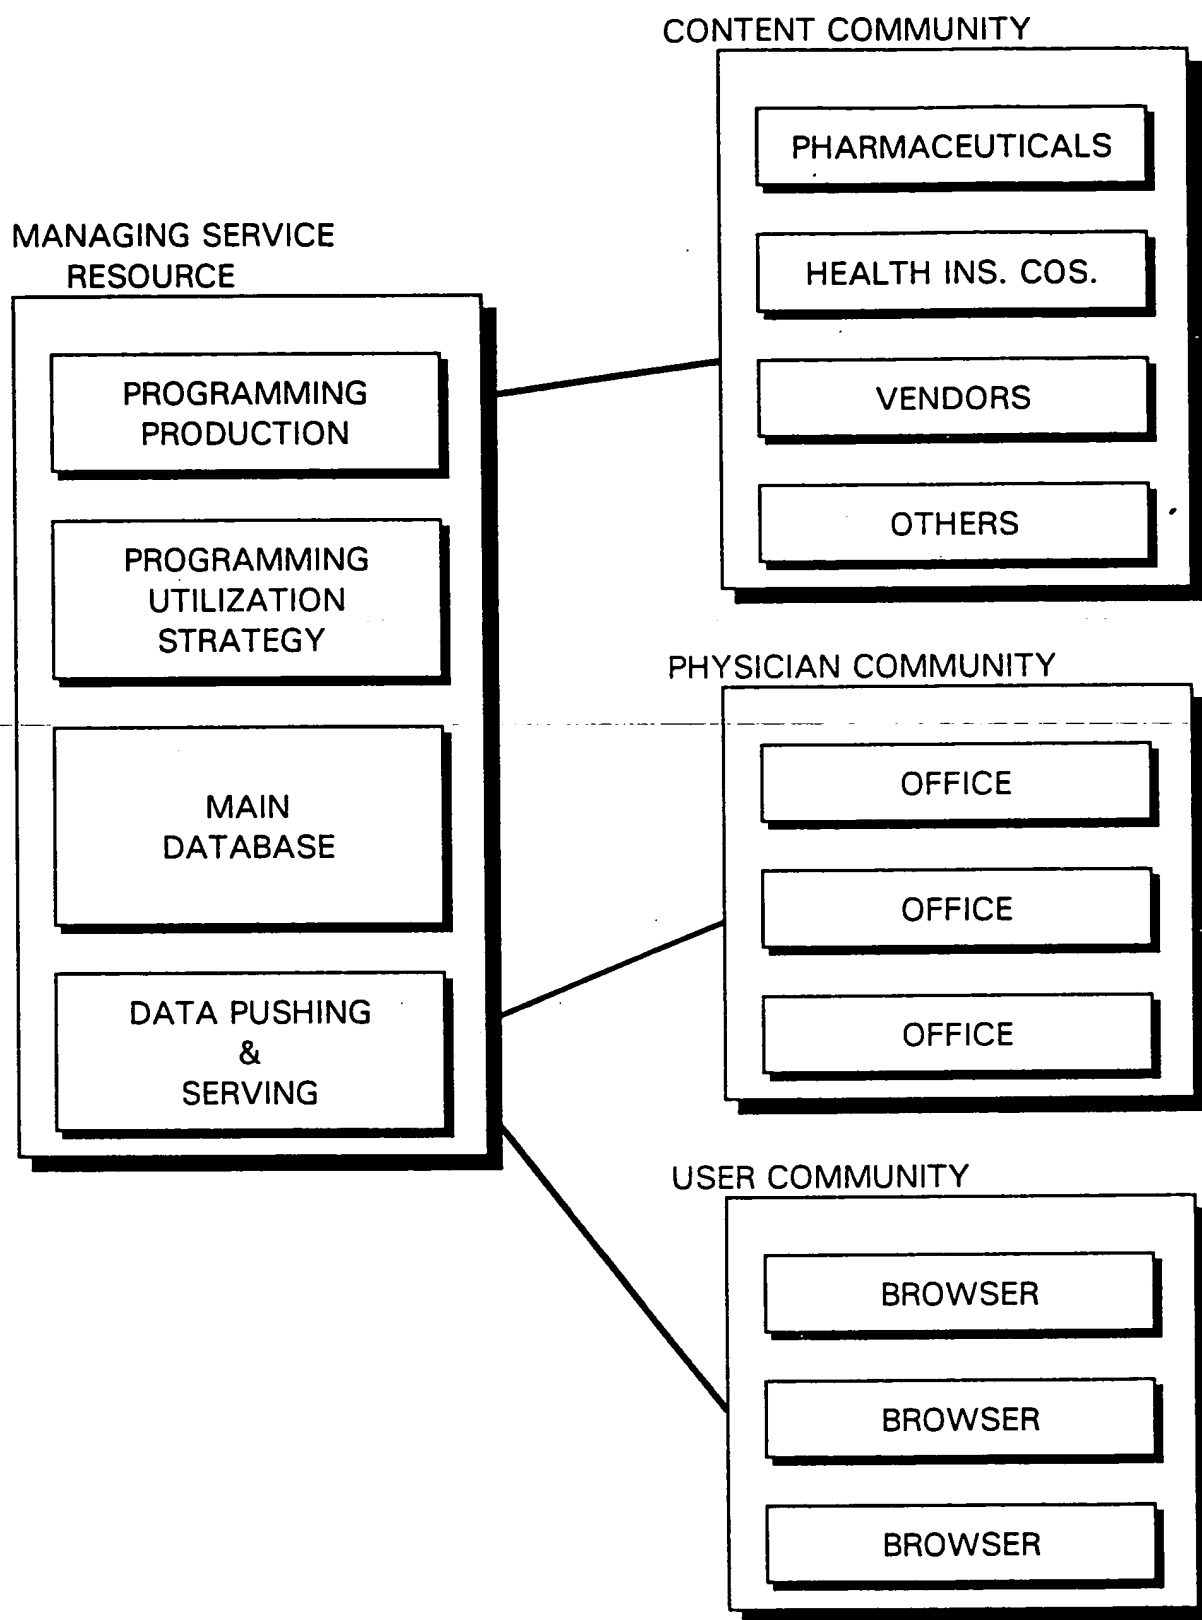 MANAGING SERVICE
RESOURCE
PROGRAMMING
PRODUCTION
PROGRAMMING
UTILIZATION
STRATEGY
MAIN
DATABASE
DATA PUSHING
&
SERVING
CONTENT COMMUNITY
PHARMACEUTICALS
HEALTH INS. COS.
VENDORS
OTHERS
PHYSICIAN COMMUNITY
OFFICE
OFFICE
OFFICE
USER COMMUNITY
BROWSER
BROWSER
BROWSER